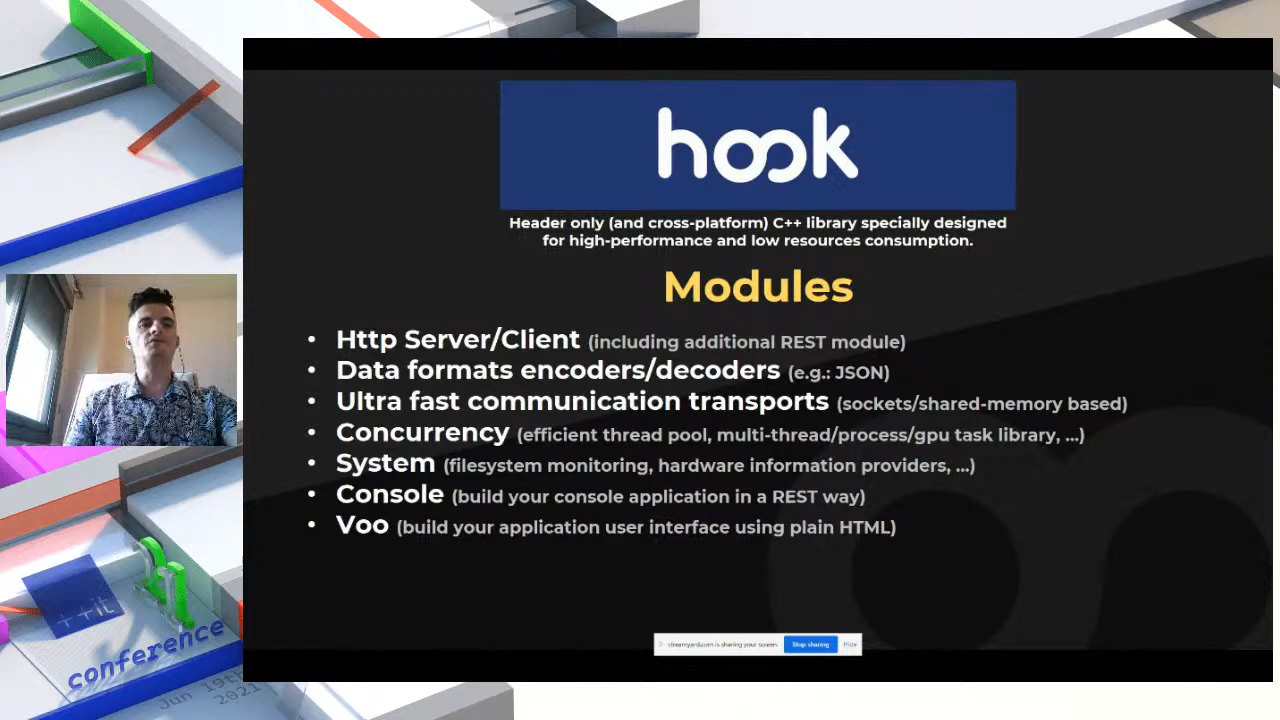 hook
Header only (and cross-platform) C++ library specially designed
for high-performance and low resources consumption.
Modules
• Http Server/Client (including additional REST module)
• Data formats encoders/decoders (e.g.: JSON)
• Ultra fast communication transports (sockets/shared-memory based)
• Concurrency (efficient thread pool, multi-thread/process/gpu task library, ...)
• System (filesystem monitoring, hardware information providers, ...)
• Console (build your console application in a REST way)
• Voo (build your application user interface using plain HTML)
streamyard.com is sharing your screen. Stop sharing Hide
++it
conference
Jun 19th
2021